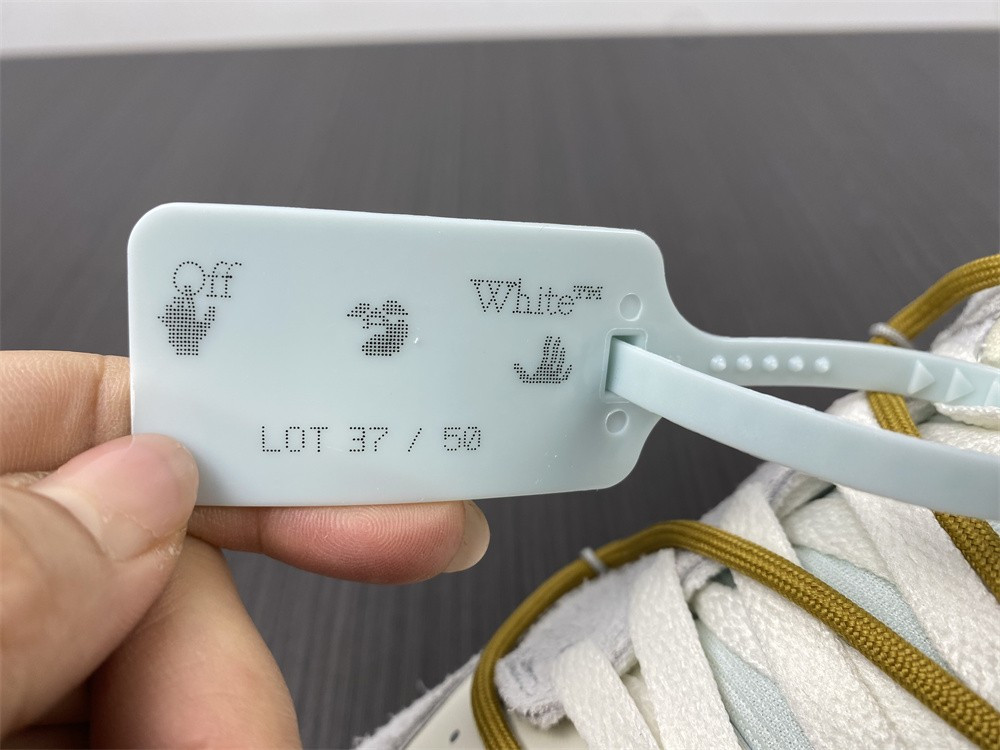 Off White™
LOT 37 / 50